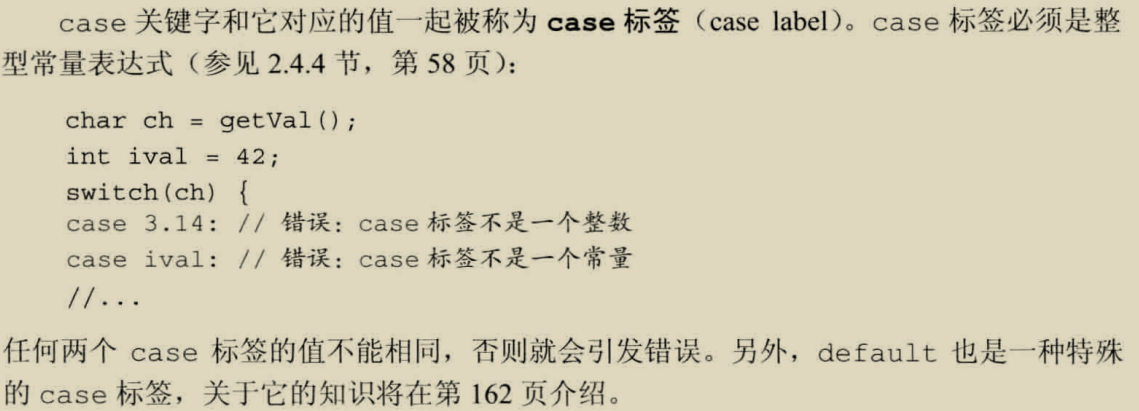 case 关键字和它对应的值一起被称为 case 标签（case label）。case 标签必须是整
型常量表达式（参见 2.4.4 节，第 58 页）：
char ch = getVal();
int ival = 42;
switch(ch) {
case 3.14: // 错误：case 标签不是一个整数
case ival: // 错误：case 标签不是一个常量
//...
任何两个 case 标签的值不能相同，否则就会引发错误。另外，default 也是一种特殊
的 case 标签，关于它的知识将在第 162 页介绍。